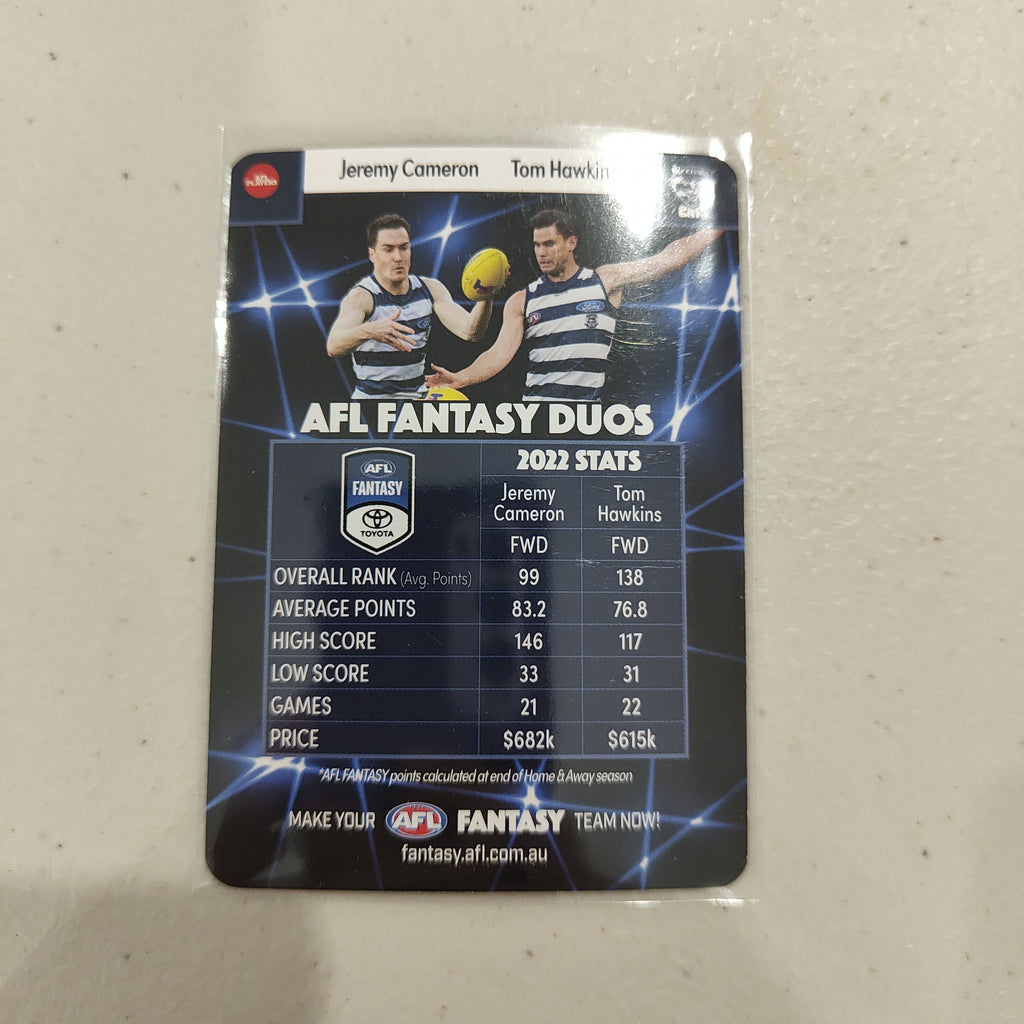 AFL
PLAYERS
Jeremy Cameron Tom Hawkin
AFL FANTASY DUOS
AFL
FANTASY
TOYOTA
2022 STATS
Jeremy Cameron Tom Hawkins
FWD FWD
OVERALL RANK (Avg. Points) 99 138
AVERAGE POINTS 83.2 76.8
HIGH SCORE 146 117
LOW SCORE 33 31
GAMES 21 22
PRICE $682k $615k
*AFL FANTASY points calculated at end of Home & Away season
MAKE YOUR AFL FANTASY TEAM NOW!
fantasy.afl.com.au